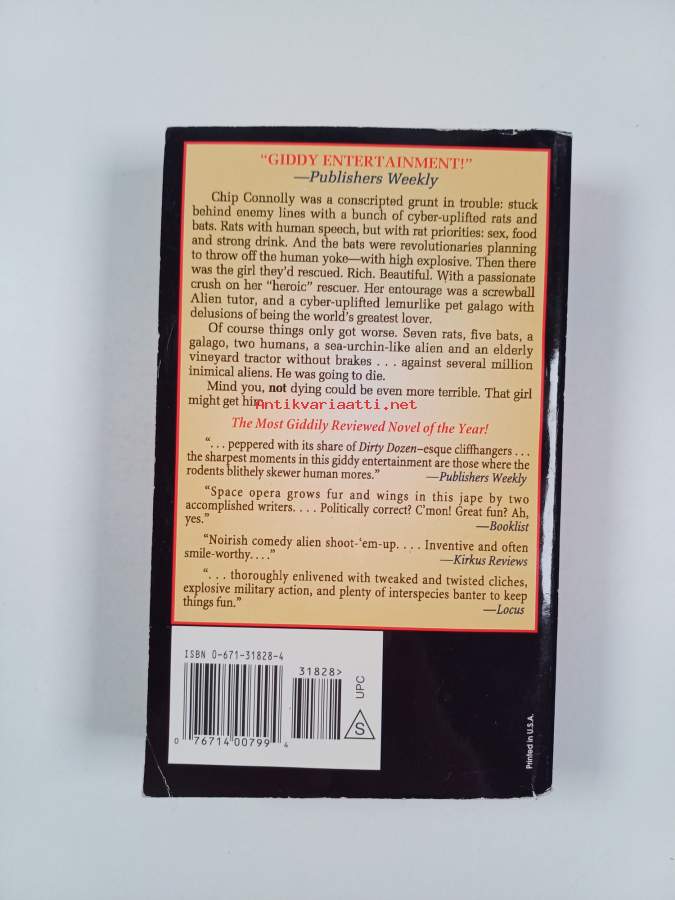 "GIDDY ENTERTAINMENT!"
—Publishers Weekly
Chip Connolly was a conscripted grunt in trouble: stuck
behind enemy lines with a bunch of cyber-uplifted rats and
bats. Rats with human speech, but with rat priorities: sex, food
and strong drink. And the bats were revolutionaries planning
to throw off the human yoke—with high explosive. Then there
was the girl they'd rescued. Rich. Beautiful. With a passionate
crush on her "heroic" rescuer. Her entourage was a screwball
Alien tutor, and a cyber-uplifted lemurlike pet galago with
delusions of being the world's greatest lover.
Of course things only got worse. Seven rats, five bats, a
galago, two humans, a sea-urchin-like alien and an elderly
vineyard tractor without brakes . . . against several million
inimical aliens. He was going to die.
Mind you, not dying could be even more terrible. That girl
might get him.
Antikvariaatti.net
The Most Giddily Reviewed Novel of the Year!
". . . peppered with its share of Dirty Dozen–esque cliffhangers . . .
the sharpest moments in this giddy entertainment are those where the
rodents blithely skewer human mores."
—Publishers Weekly
"Space opera grows fur and wings in this jape by two
accomplished writers. . . . Politically correct? C'mon! Great fun? Ah,
yes."
—Booklist
"Noirish comedy alien shoot-'em-up. . . . Inventive and often
smile-worthy. . . ."
—Kirkus Reviews
". . . thoroughly enlivened with tweaked and twisted cliches,
explosive military action, and plenty of interspecies banter to keep
things fun."
—Locus
ISBN 0-671-31828-4
31828>
0 76714 00799 4
UPC
S
Printed in U.S.A.